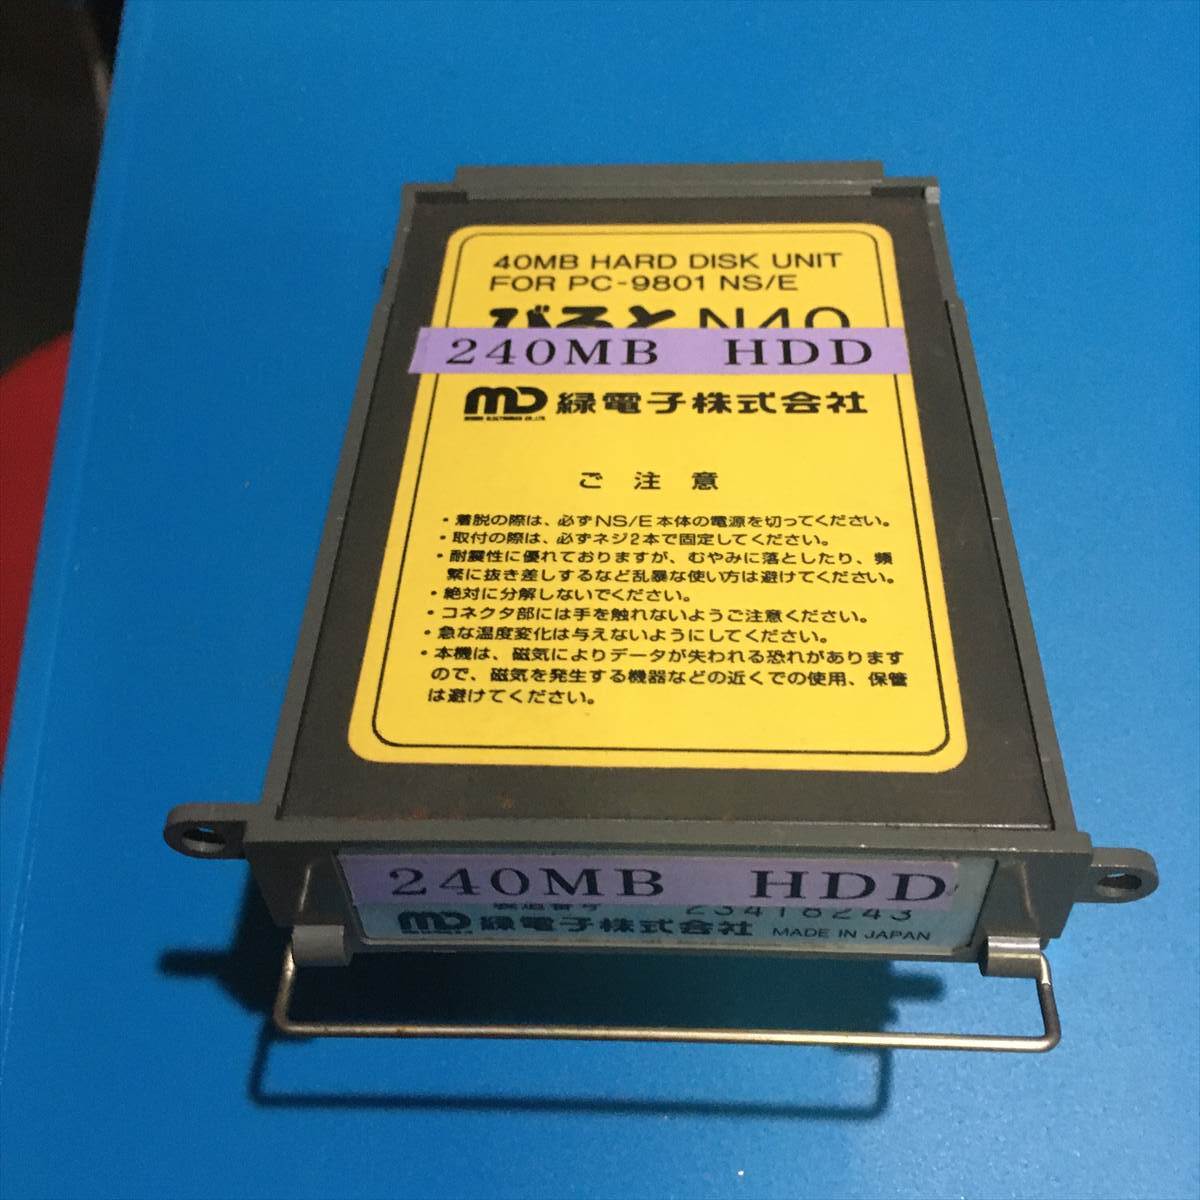 40MB HARD DISK UNIT
FOR PC-9801 NS/E
びると N40
240MB HDD
緑電子株式会社
ご注意
・着脱の際は、必ずNS/E本体の電源を切ってください。
・取付の際は、必ずネジ2本で固定してください。
・耐震性に優れておりますが、むやみに落としたり、頻
繁に抜き差しするなど乱暴な使い方は避けてください。
・絶対に分解しないでください。
・コネクタ部には手を触れないようご注意ください。
・急な温度変化は与えないようにしてください。
・本機は、磁気によりデータが失われる恐れがあります
ので、磁気を発生する機器などの近くでの使用、保管
は避けてください。
240MB HDD
製造番号 23416243
緑電子株式会社 MADE IN JAPAN